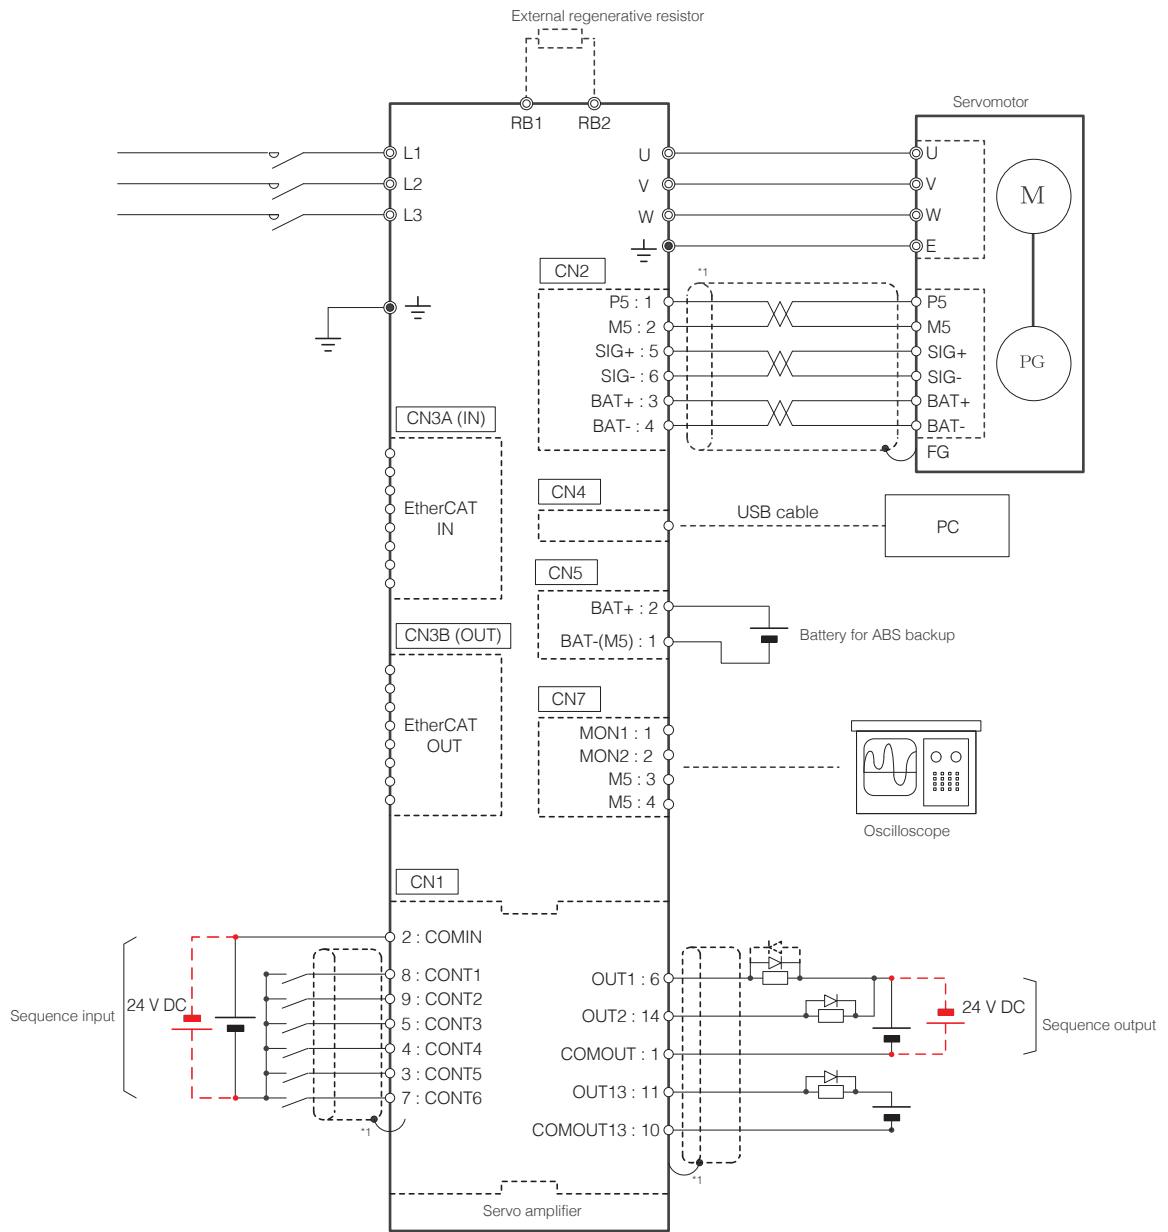 External regenerative resistor
RB1 RB2
Servomotor
L1
L2
L3
U
V
W
U
V
W
E
M
PG
CN2
*1
P5 : 1
M5 : 2
SIG+ : 5
SIG- : 6
BAT+ : 3
BAT- : 4
P5
M5
SIG+
SIG-
BAT+
BAT-
FG
CN3A (IN)
EtherCAT
IN
CN4
USB cable
PC
CN5
BAT+ : 2
BAT-(M5) : 1
Battery for ABS backup
CN3B (OUT)
EtherCAT
OUT
CN7
MON1 : 1
MON2 : 2
M5 : 3
M5 : 4
Oscilloscope
CN1
Sequence input
24 V DC
2 : COMIN
8 : CONT1
9 : CONT2
5 : CONT3
4 : CONT4
3 : CONT5
7 : CONT6
*1
OUT1 : 6
OUT2 : 14
COMOUT : 1
OUT13 : 11
COMOUT13 : 10
24 V DC
Sequence output
*1
Servo amplifier